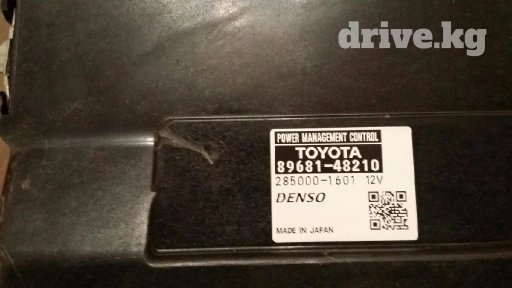 drive.kg
POWER MANAGEMENT CONTROL
TOYOTA
89681-48210
285000-1601 12V
DENSO
MADE IN JAPAN